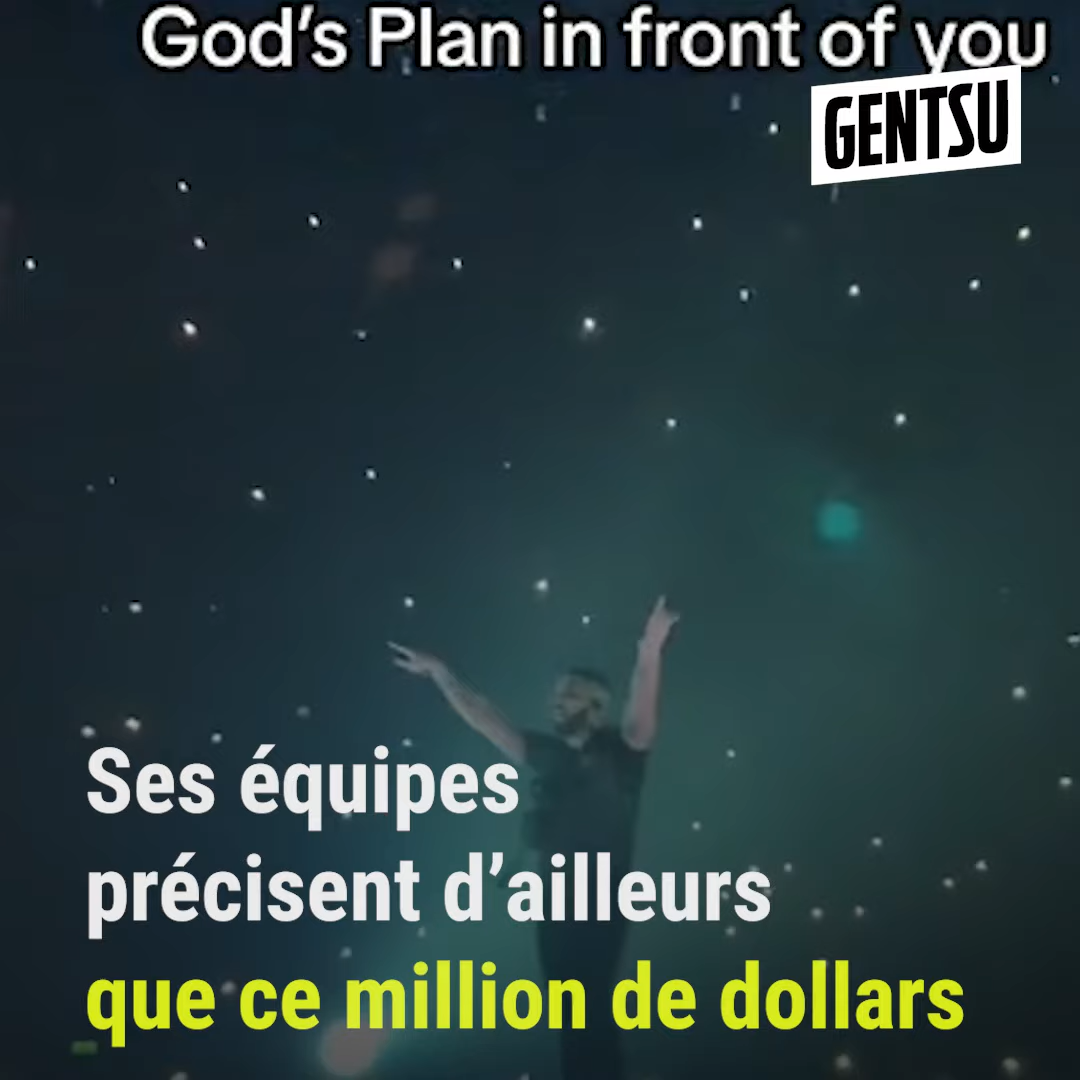 God's Plan in front of you
GENTSU
Ses équipes
précisent d'ailleurs
que ce million de dollars